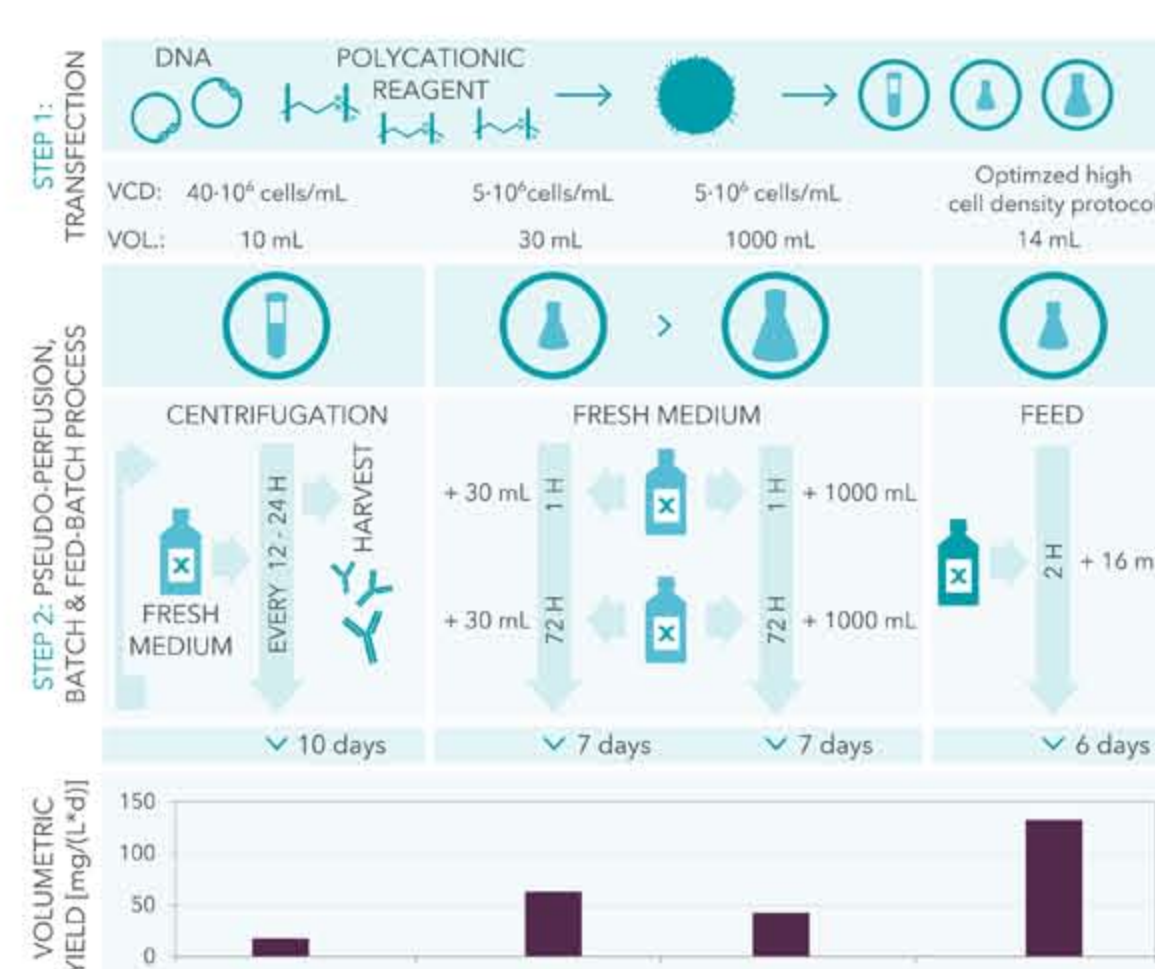 STEP 1:
TRANSFECTION
DNA
POLYCATIONIC
REAGENT
VCD: 40·10⁶ cells/mL 5·10⁶cells/mL 5·10⁶ cells/mL Optimzed high
cell density protocol
VOL.: 10 mL 30 mL 1000 mL 14 mL
STEP 2: PSEUDO-PERFUSION,
BATCH & FED-BATCH PROCESS
CENTRIFUGATION
FRESH
MEDIUM
X
EVERY 12 - 24 H
HARVEST
FRESH MEDIUM
+ 30 mL 1 H X 1 H + 1000 mL
+ 30 mL 72 H X 72 H + 1000 mL
FEED
X 2 H + 16 m
10 days 7 days 7 days 6 days
VOLUMETRIC
YIELD [mg/(L*d)]
150
100
50
0